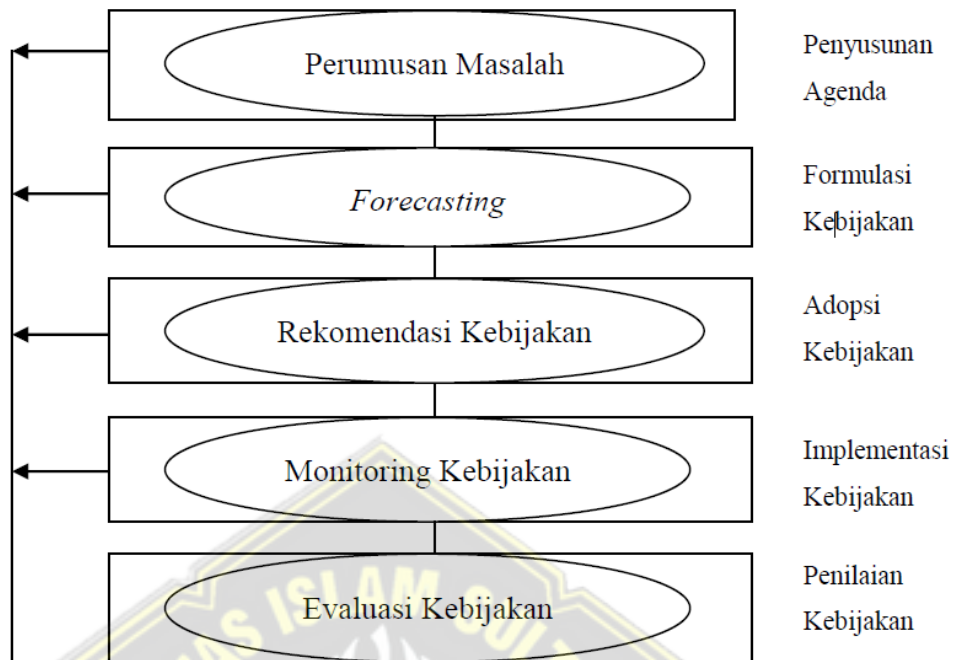 Perumusan Masalah
Penyusunan
Agenda
Forecasting
Formulasi
Kebijakan
Rekomendasi Kebijakan
Adopsi
Kebijakan
Monitoring Kebijakan
Implementasi
Kebijakan
Evaluasi Kebijakan
Penilaian
Kebijakan
ISLAM